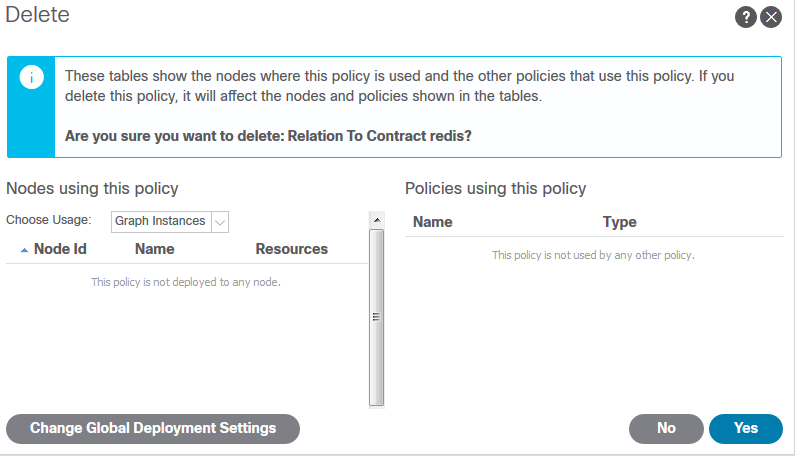 Delete
?
i
These tables show the nodes where this policy is used and the other policies that use this policy. If you
delete this policy, it will affect the nodes and policies shown in the tables.
Are you sure you want to delete: Relation To Contract redis?
Nodes using this policy
Choose Usage: Graph Instances
Node Id Name Resources
This policy is not deployed to any node.
Policies using this policy
Name Type
This policy is not used by any other policy.
Change Global Deployment Settings
No Yes